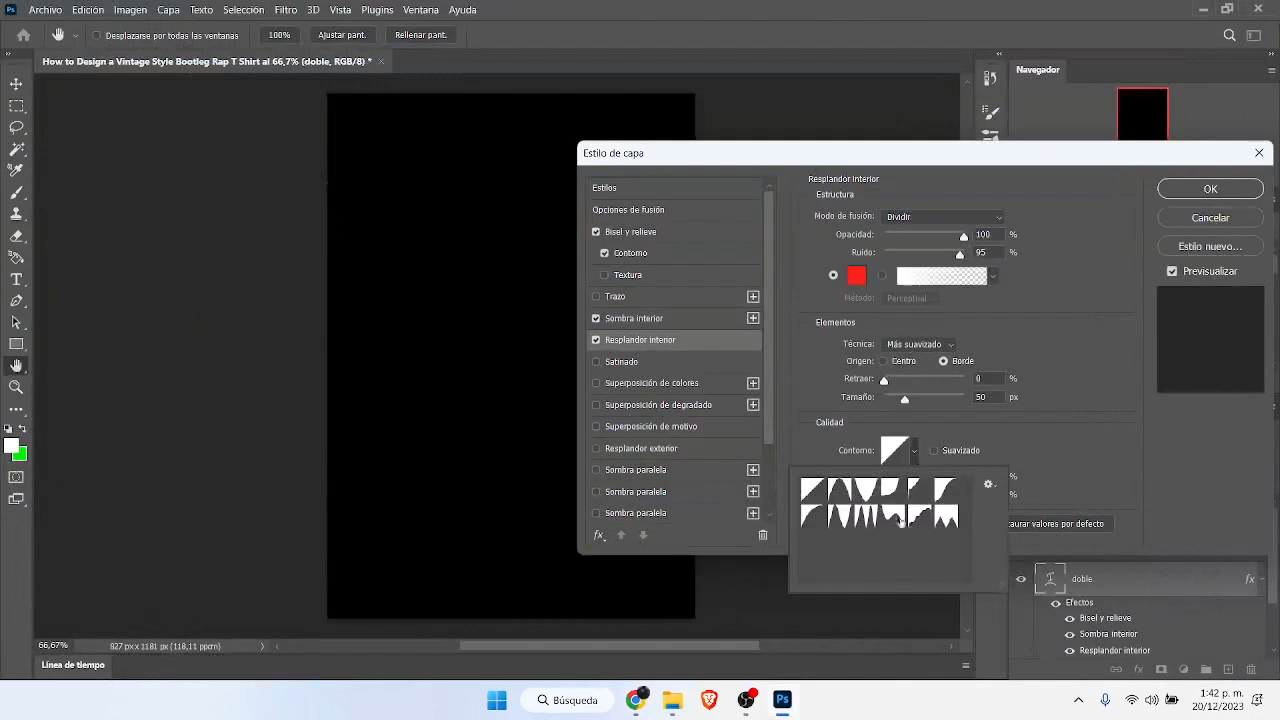 Ps Archivo Edición Imagen Capa Texto Selección Filtro 3D Vista Plugins Ventana Ayuda
Desplazarse por todas las ventanas 100% Ajustar pant. Rellenar pant.
How to Design a Vintage Style Bootleg Rap T Shirt al 66,7% (doble, RGB/8) *
Navegador
Estilo de capa
Estilos
Opciones de fusión
Bisel y relieve
Contorno
Textura
Trazo
Sombra interior
Resplandor interior
Satinado
Superposición de colores
Superposición de degradado
Superposición de motivo
Resplandor exterior
Sombra paralela
Sombra paralela
Sombra paralela
fx
Resplandor interior
Estructura
Modo de fusión: Dividir
Opacidad: 100 %
Ruido: 95 %
Método: Perceptual
Elementos
Técnica: Más suavizado
Origen: Centro Borde
Retraer: 0 %
Tamaño: 50 px
Calidad
Contorno: Suavizado
%
%
aurar valores por defecto
OK
Cancelar
Estilo nuevo...
Previsualizar
doble fx
Efectos
Bisel y relieve
Sombra interior
Resplandor interior
fx
66,67% 827 px x 1181 px (118,11 ppcm)
Línea de tiempo
Búsqueda
Ps
1:42:38 p. m.
20/12/2023